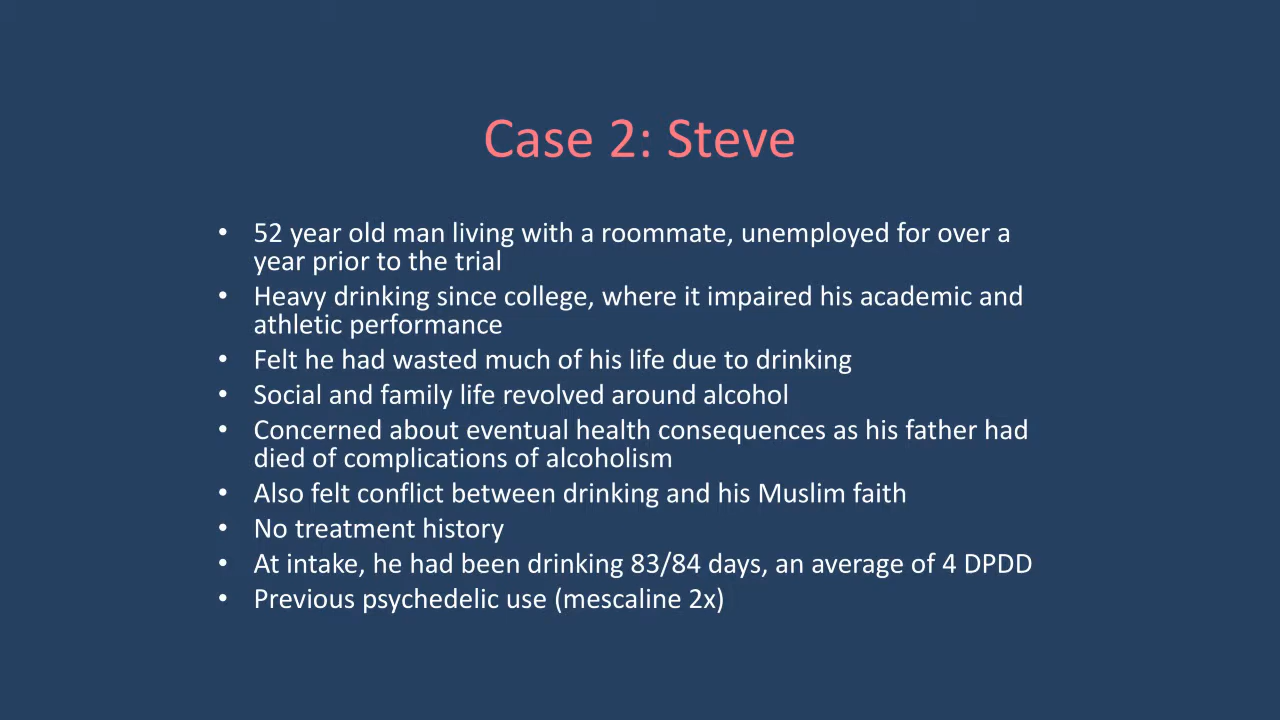 Case 2: Steve
• 52 year old man living with a roommate, unemployed for over a
year prior to the trial
• Heavy drinking since college, where it impaired his academic and
athletic performance
• Felt he had wasted much of his life due to drinking
• Social and family life revolved around alcohol
• Concerned about eventual health consequences as his father had
died of complications of alcoholism
• Also felt conflict between drinking and his Muslim faith
• No treatment history
• At intake, he had been drinking 83/84 days, an average of 4 DPDD
• Previous psychedelic use (mescaline 2x)